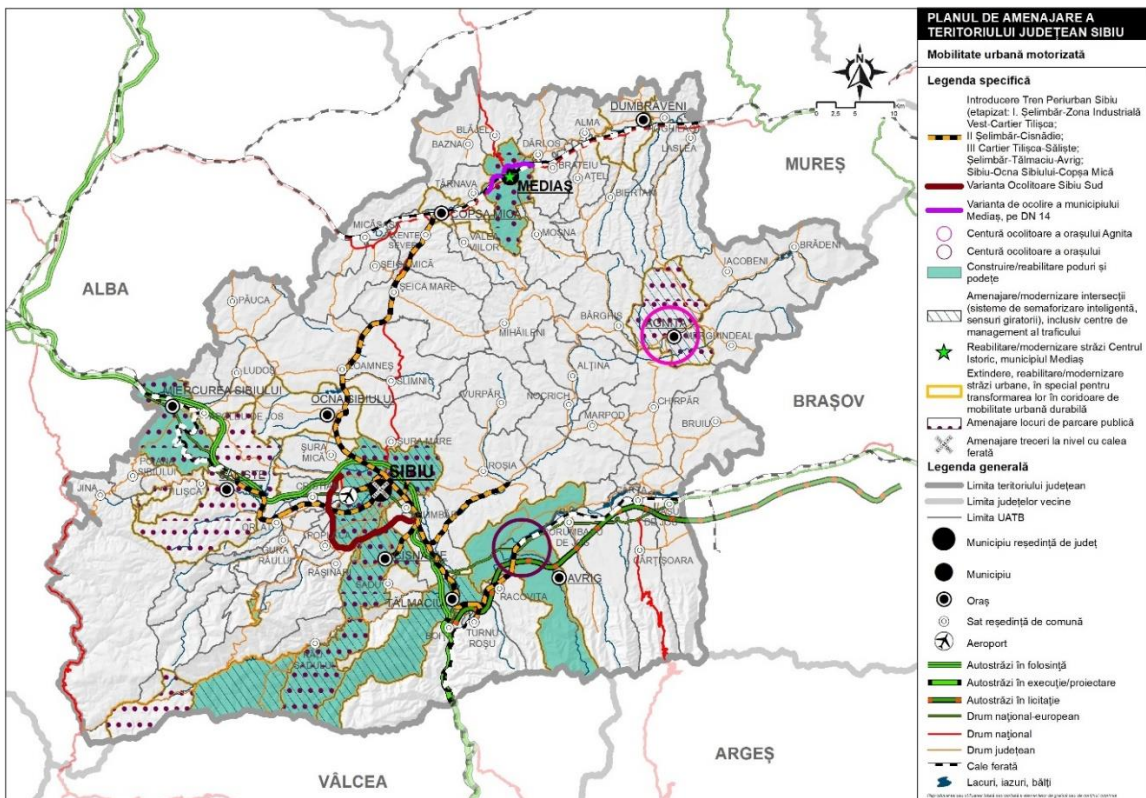 PLANUL DE AMENAJARE A
TERITORIULUI JUDEȚEAN SIBIU
Mobilitate urbană motorizată
Legenda specifică
Introducere Tren Periurban Sibiu
(etapizat: I. Șelimbăr-Zona Industrială
Vest-Cartier Tilișca;
II Șelimbăr-Cisnădie;
III Cartier Tilișca-Săliște;
Șelimbăr-Tălmaciu-Avrig;
Sibiu-Ocna Sibiului-Copșa Mică
Varianta Ocolitoare Sibiu Sud
Varianta de ocolire a municipiului
Mediaș, pe DN 14
Centură ocolitoare a orașului Agnita
Centură ocolitoare a orașului
Construire/reabilitare poduri și
podețe
Amenajare/modernizare intersecții
(sisteme de semaforizare inteligentă,
sensuri giratorii), inclusiv centre de
management al traficului
Reabilitare/modernizare străzi Centrul
Istoric, municipiul Mediaș
Extindere, reabilitare/modernizare
străzi urbane, în special pentru
transformarea lor în coridoare de
mobilitate urbană durabilă
Amenajare locuri de parcare publică
Amenajare treceri la nivel cu calea
ferată
Legenda generală
Limita teritoriului județean
Limita județelor vecine
Limita UATB
Municipiu reședință de județ
Municipiu
Oraș
Sat reședință de comună
Aeroport
Autostrăzi în folosință
Autostrăzi în execuție/proiectare
Autostrăzi în licitație
Drum național-european
Drum național
Drum județean
Cale ferată
Lacuri, iazuri, bălți
N
0 2,5 5 10
Km
ALBA
MUREȘ
BRAȘOV
ARGEȘ
VÂLCEA
DUMBRĂVENI
ALMA
BLĂJEL
BAZNA
DÂRLOS
LASLEA
BRATEIU
AȚEL
MEDIAȘ
BIERTAN
TÂRNAVA
COPȘA MICĂ
MOȘNA
VALEA
VIILOR
ȘEICA MICĂ
ȘEICA MARE
BRĂDENI
IACOBENI
PĂUCA
MIHĂILENI
BÂRGHIȘ
AGNITA
MERGHINDEAL
LUDOȘ
LOAMNEȘ
SLIMNIC
ALȚINA
MIERCUREA SIBIULUI
OCNA SIBIULUI
VURPĂR
NOCRICH
CHIRPĂR
MARPOD
BRUIU
ȘURA
MICĂ
ȘURA MARE
SIBIU
ROȘIA
JINA
TILIȘCA
ORLAT
GURA
RÂULUI
RĂȘINARI
SADU
TĂLMACIU
RACOVIȚA
AVRIG
PORUMBACU
DE JOS
CÂRȚIȘOARA
TURNU
ROȘU